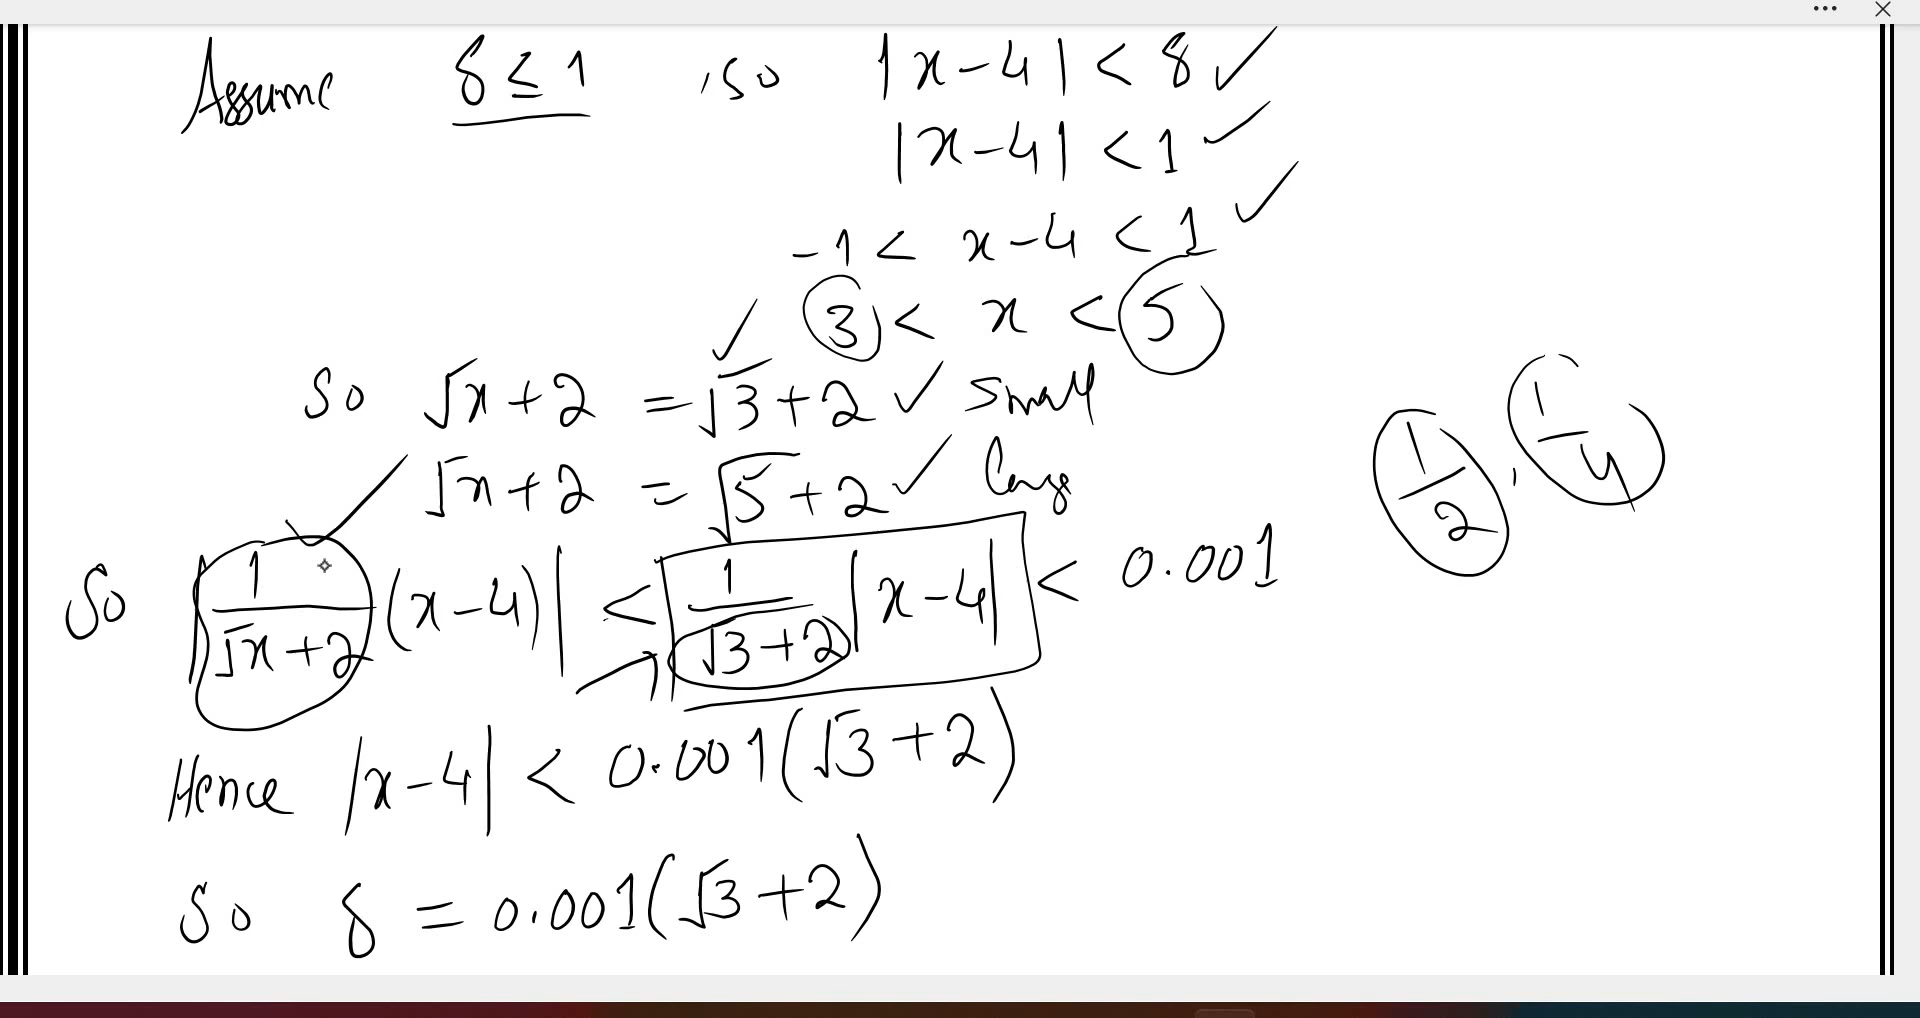 Assume δ ≤ 1 , so |x-4| < δ ✓
|x-4| < 1 ✓
-1 < x-4 < 1 ✓
3 < x < 5
So √x+2 = √3+2 ✓ small
√x+2 = √5+2 ✓ large
1/2 , 1/4
So |1/(√x+2) (x-4)| < 1/(√3+2) |x-4| < 0.001
Hence |x-4| < 0.001(√3+2)
So δ = 0.001(√3+2)